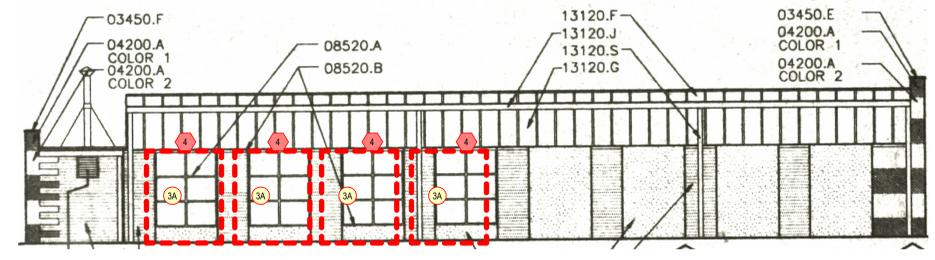 03450.F
04200.A
COLOR 1
04200.A
COLOR 2
08520.A
08520.B
13120.F
13120.J
13120.S
13120.G
03450.E
04200.A
COLOR 1
04200.A
COLOR 2
4
4
4
4
3A
3A
3A
3A